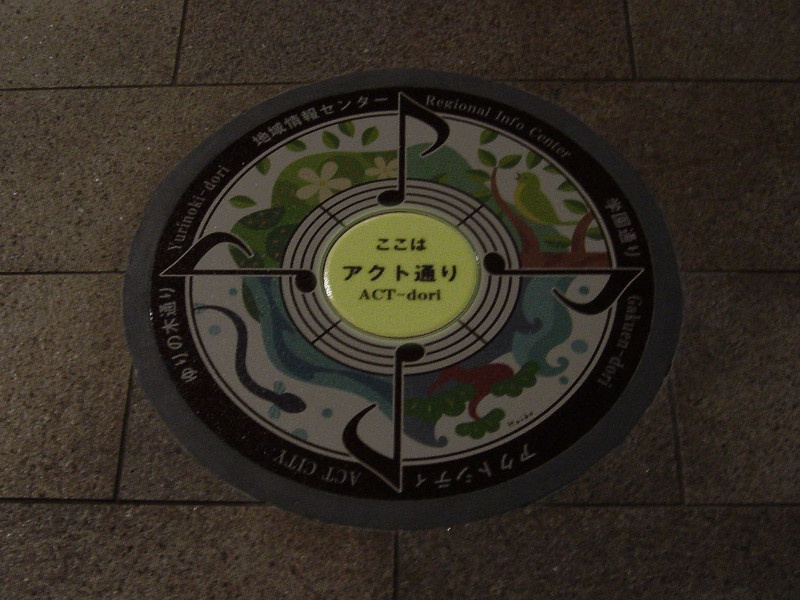 ここは
アクト通り
ACT-dori
地域情報センター
Regional Info Center
学園通り
Gakuen-dori
アクトシティ
ACT CITY
ゆりの木通り
Yurinoki-dori